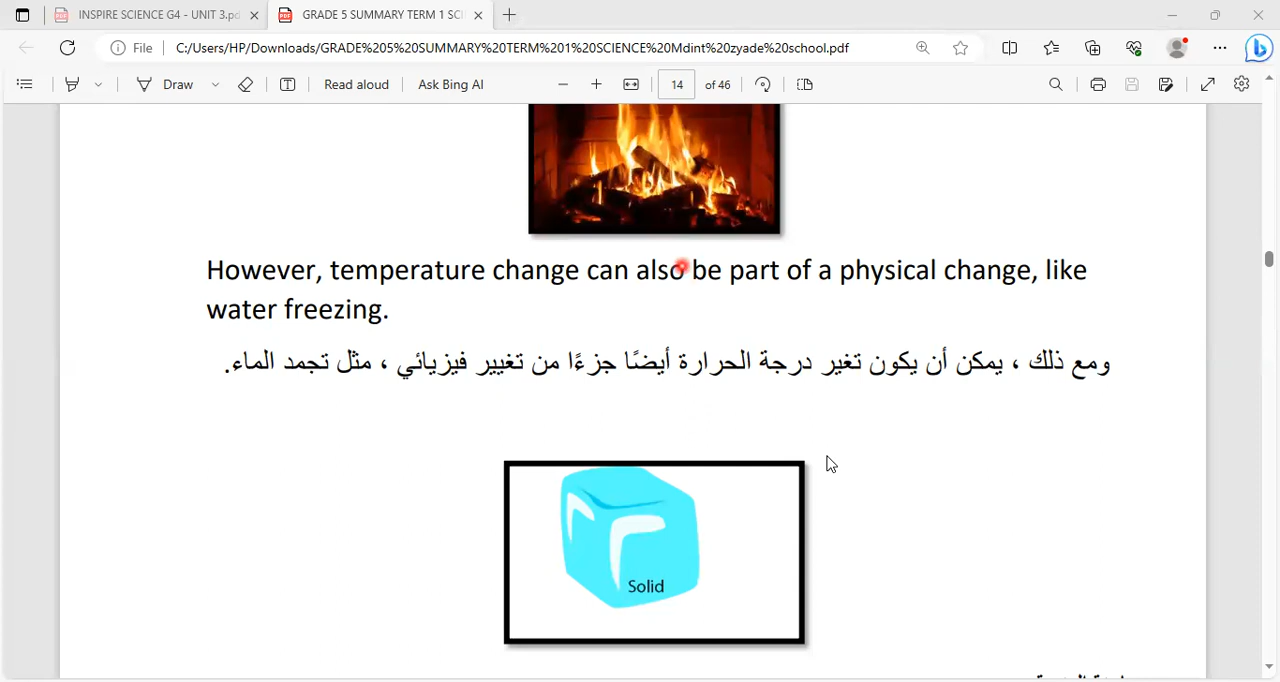 INSPIRE SCIENCE G4 - UNIT 3.pd
GRADE 5 SUMMARY TERM 1 SCI
File
C:/Users/HP/Downloads/GRADE%205%20SUMMARY%20TERM%201%20SCIENCE%20Mdint%20zyade%20school.pdf
Draw
Read aloud
Ask Bing AI
14 of 46
However, temperature change can also be part of a physical change, like
water freezing.
ومع ذلك ، يمكن أن يكون تغير درجة الحرارة أيضًا جزءًا من تغيير فيزيائي ، مثل تجمد الماء.
Solid